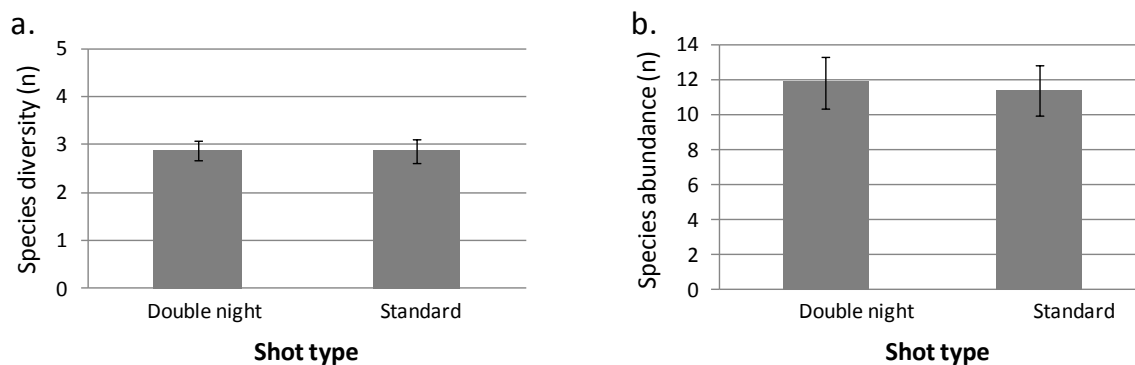 a.
Species diversity (n)
5
4
3
2
1
0
Double night
Standard
Shot type
b.
Species abundance (n)
14
12
10
8
6
4
2
0
Double night
Standard
Shot type